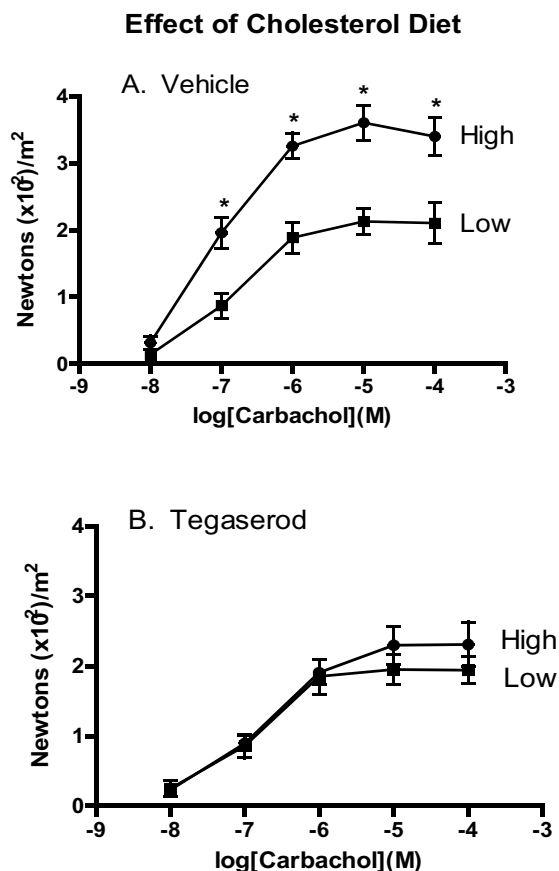 Effect of Cholesterol Diet
A. Vehicle
Newtons (x10²)/m²
4
3
2
1
0
* * * * *
High
Low
-9 -8 -7 -6 -5 -4 -3
log[Carbachol](M)
B. Tegaserod
Newtons (x10²)/m²
4
3
2
1
0
High
Low
-9 -8 -7 -6 -5 -4 -3
log[Carbachol](M)